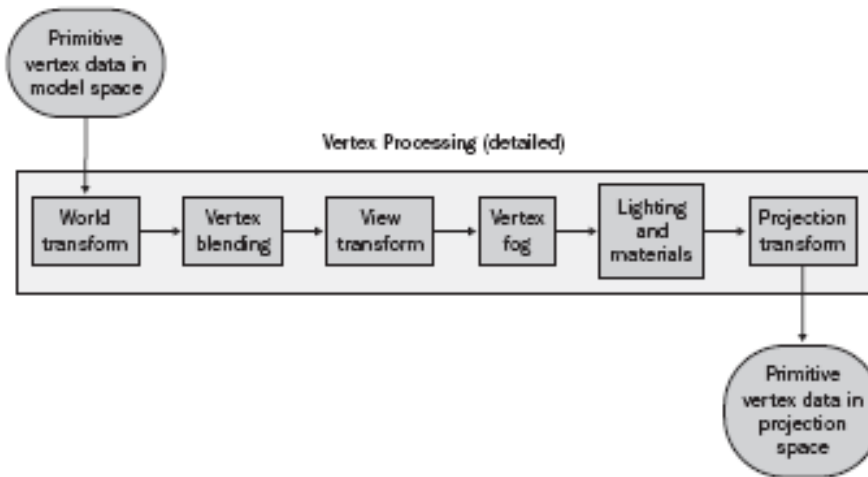 Primitive
vertex data in
model space
Vertex Processing (detailed)
World
transform
Vertex
blending
View
transform
Vertex
fog
Lighting
and
materials
Projection
transform
Primitive
vertex data in
projection
space